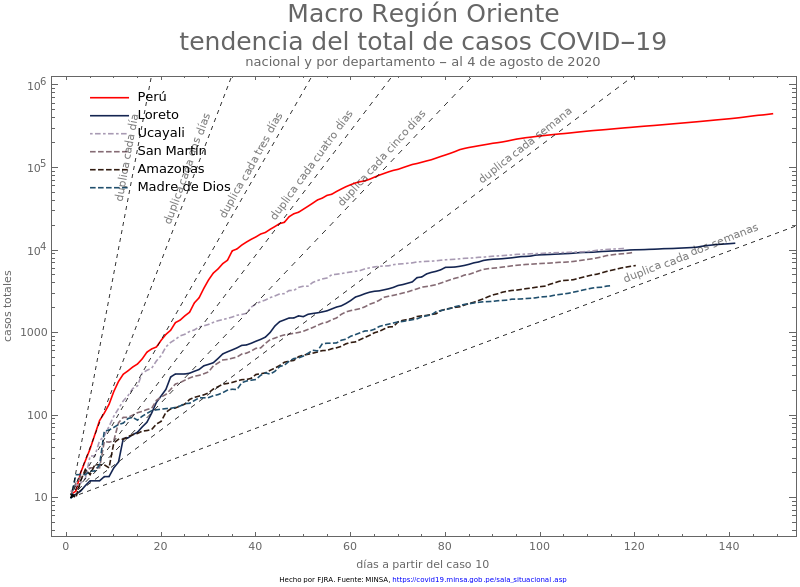 Macro Región Oriente
tendencia del total de casos COVID−19
nacional y por departamento − al 4 de agosto de 2020
Perú
Loreto
Ucayali
San Martín
Amazonas
Madre de Dios
duplica cada día
duplica cada dos días
duplica cada tres días
duplica cada cuatro días
duplica cada cinco días
duplica cada semana
duplica cada dos semanas
casos totales
10⁶
10⁵
10⁴
1000
100
10
0 20 40 60 80 100 120 140
días a partir del caso 10
Hecho por FJRA. Fuente: MINSA, https://covid19.minsa.gob.pe/sala_situacional.asp